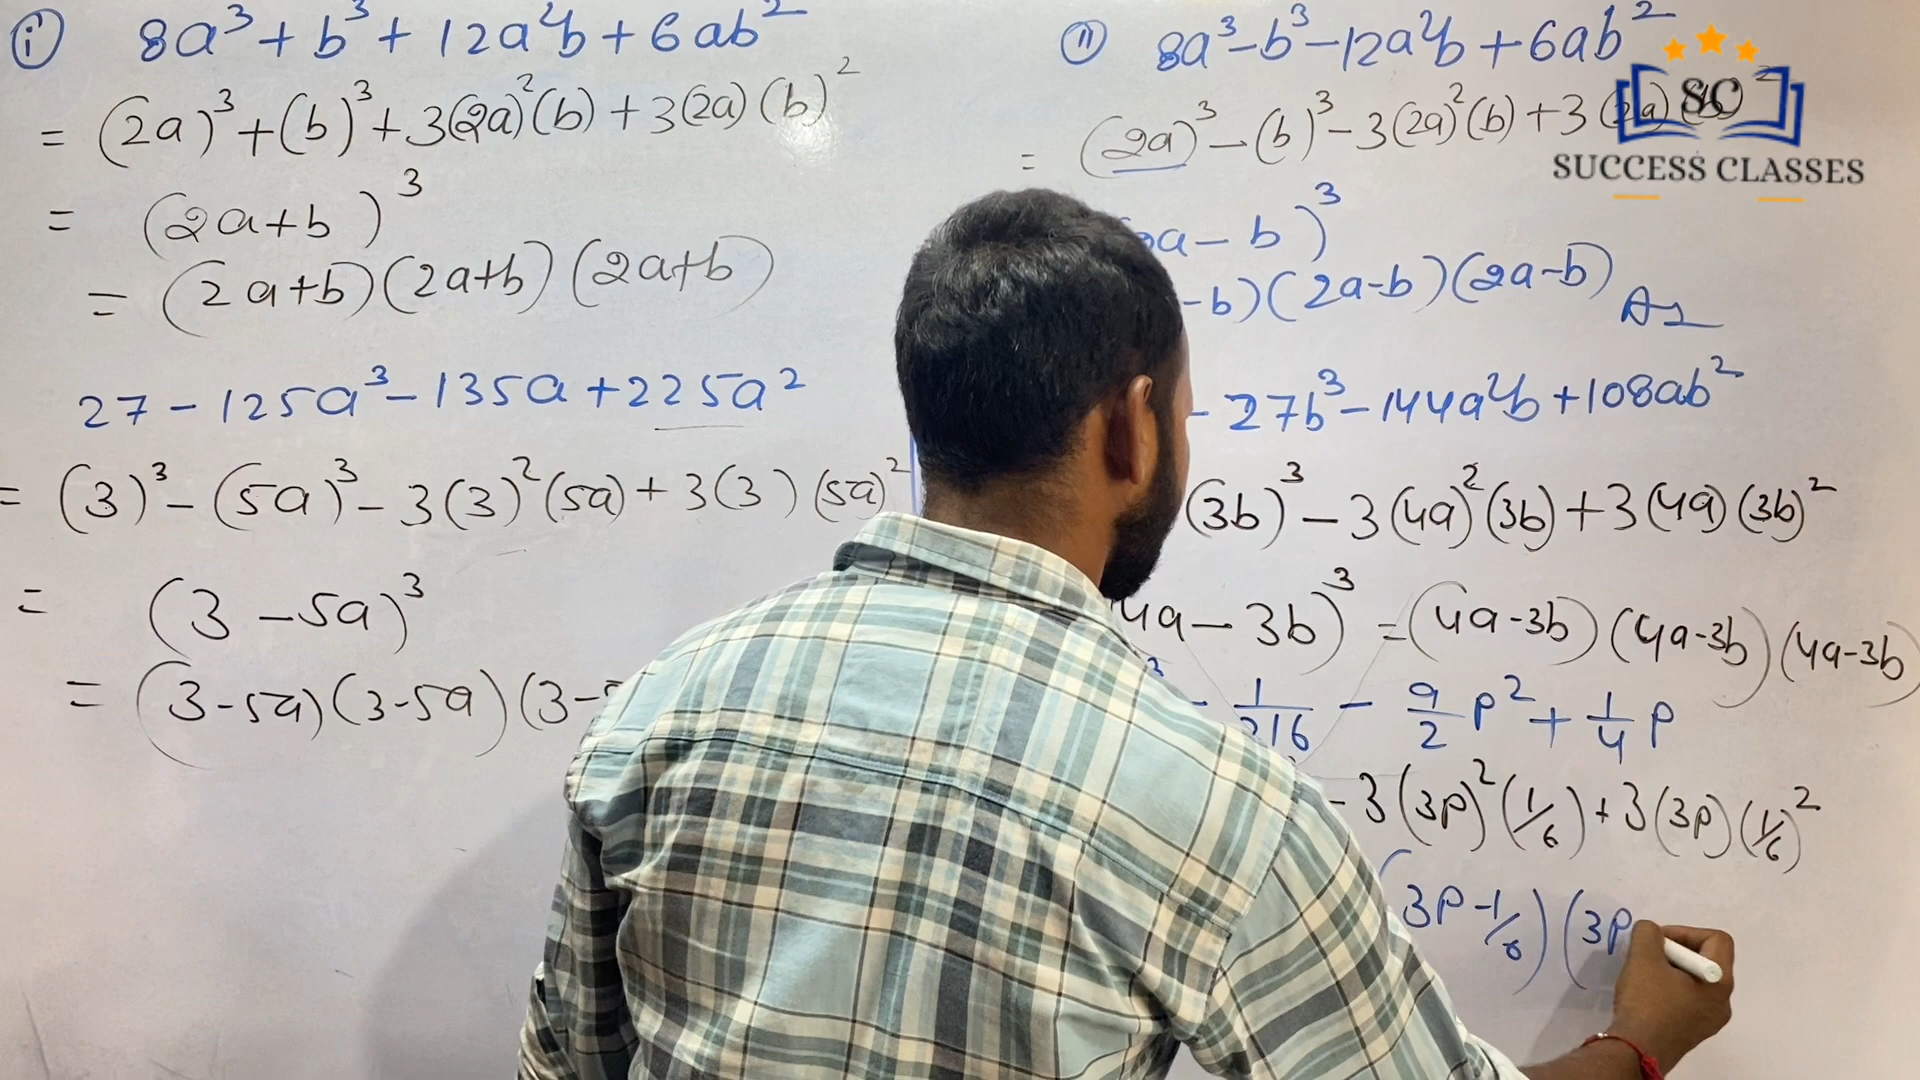 (i) 8a³ + b³ + 12a²b + 6ab²
= (2a)³ + (b)³ + 3(2a)²(b) + 3(2a)(b)²
= (2a+b)³
= (2a+b)(2a+b)(2a+b)
27 - 125a³ - 135a + 225a²
= (3)³ - (5a)³ - 3(3)²(5a) + 3(3)(5a)²
= (3 - 5a)³
= (3-5a)(3-5a)(3-
(ii) 8a³ - b³ - 12a²b + 6ab²
= (2a)³ - (b)³ - 3(2a)²(b) + 3(2a)(b)
a - b)³
-b)(2a-b)(2a-b)
- 27b³ - 144a²b + 108ab²
(3b)³ - 3(4a)²(3b) + 3(4a)(3b)²
4a - 3b)³ = (4a-3b)(4a-3b)(4a-3b)
³ - 1/216 - 9/2 p² + 1/4 p
- 3(3p)²(1/6) + 3(3p)(1/6)²
(3p-1/6)(3p
SC
SUCCESS CLASSES